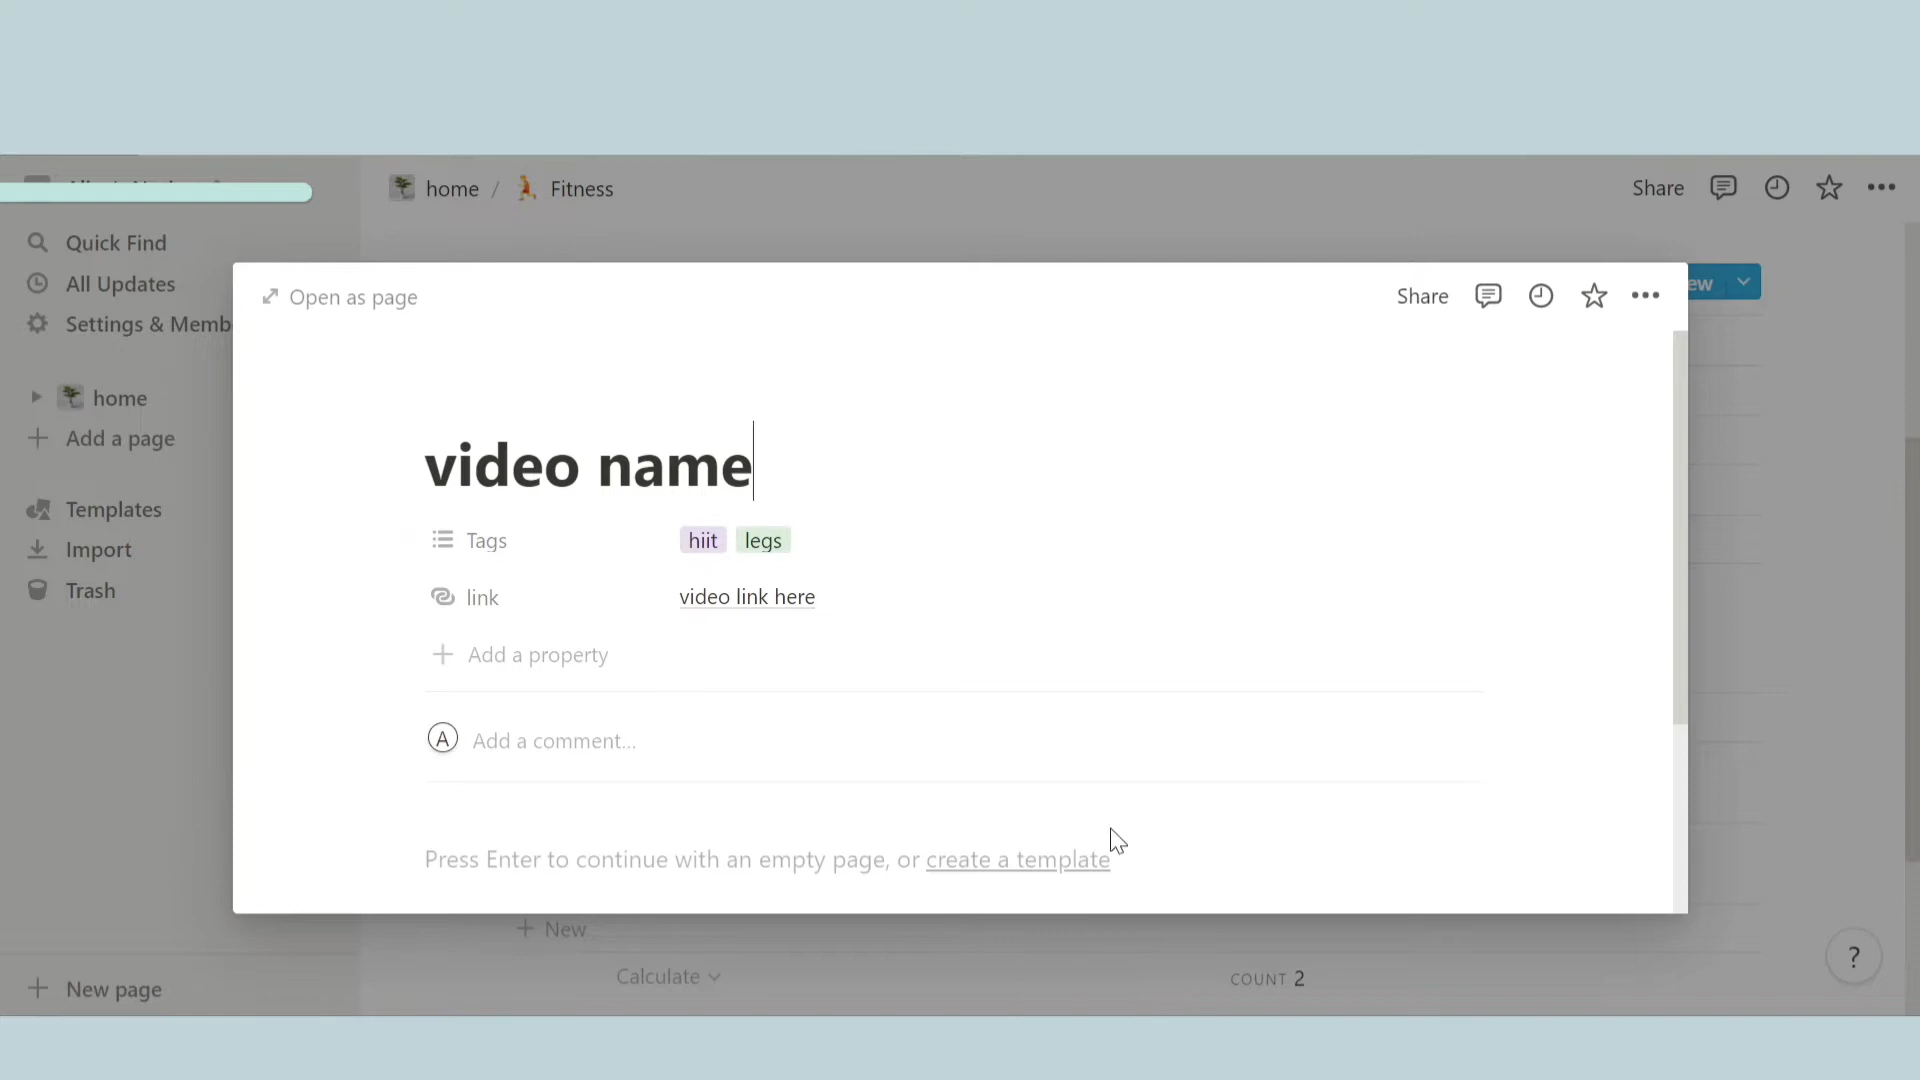 home / Fitness
Share
Quick Find
All Updates
Settings & Memb
home
Add a page
Templates
Import
Trash
New page
ew
Open as page
Share
video name
Tags
hiit legs
link
video link here
Add a property
A
Add a comment...
Press Enter to continue with an empty page, or create a template
New
Calculate
COUNT 2
?